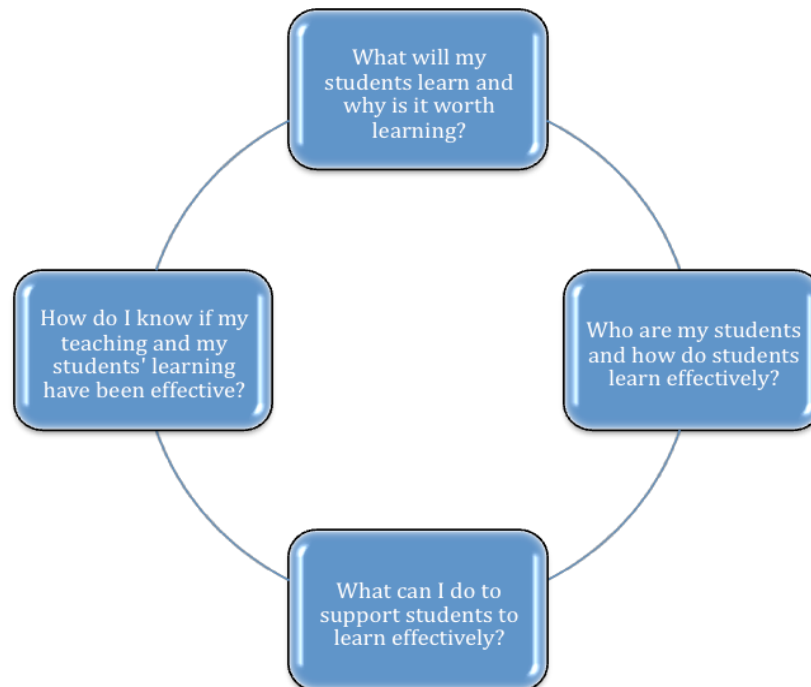 What will my
students learn and
why is it worth
learning?
Who are my students
and how do students
learn effectively?
What can I do to
support students to
learn effectively?
How do I know if my
teaching and my
students' learning
have been effective?